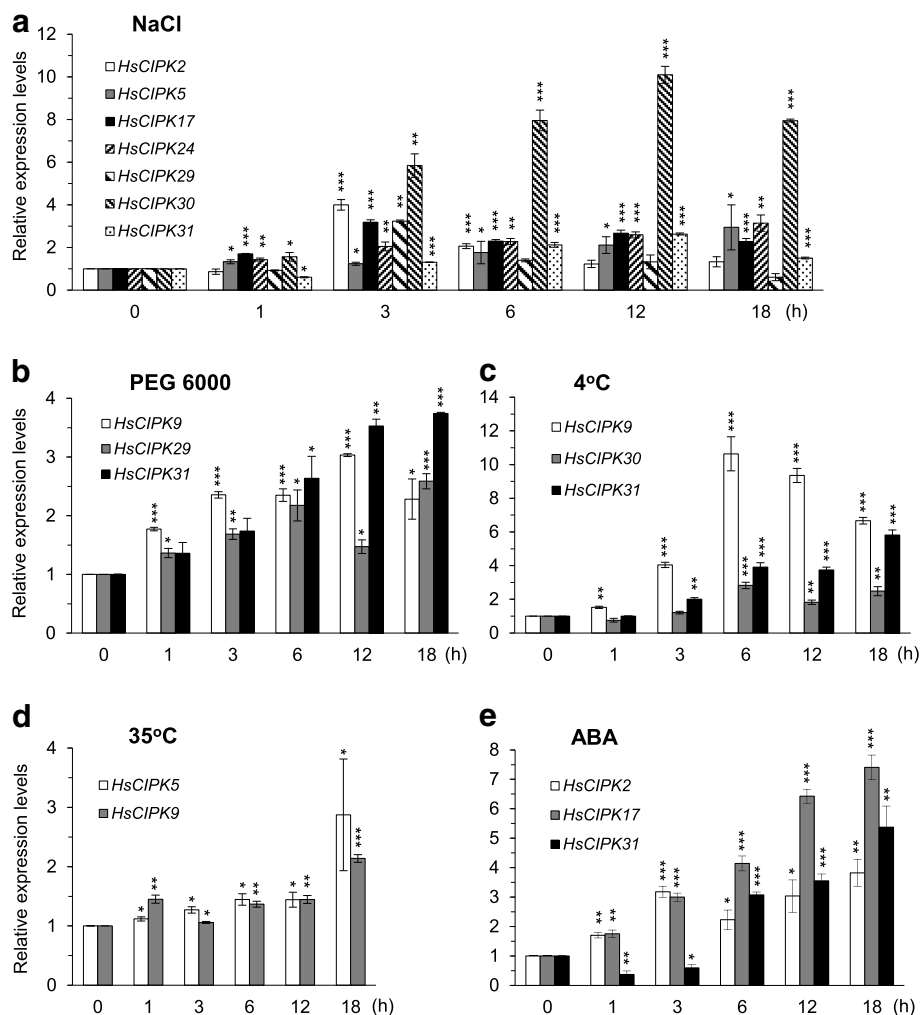 a
NaCl
Relative expression levels
12
10
8
6
4
2
0
HsCIPK2
HsCIPK5
HsCIPK17
HsCIPK24
HsCIPK29
HsCIPK30
HsCIPK31
* *** ** * *
*** * *** ** ** ** ***
*** * *** ** *** ***
* *** *** *** ***
* *** ** *** ***
0 1 3 6 12 18 (h)
b
PEG 6000
Relative expression levels
4
3
2
1
0
HsCIPK9
HsCIPK29
HsCIPK31
*** *
*** **
*** * *
*** * **
* *** ***
0 1 3 6 12 18 (h)
c
4°C
14
12
10
8
6
4
2
0
HsCIPK9
HsCIPK30
HsCIPK31
**
*** **
*** *** ***
*** ** ***
*** ** ***
0 1 3 6 12 18 (h)
d
35°C
Relative expression levels
4
3
2
1
0
HsCIPK5
HsCIPK9
* **
* *
* **
* **
* ***
0 1 3 6 12 18 (h)
e
ABA
8
7
6
5
4
3
2
1
0
HsCIPK2
HsCIPK17
HsCIPK31
** ** **
*** *** *
* *** ***
* *** ***
** *** **
0 1 3 6 12 18 (h)